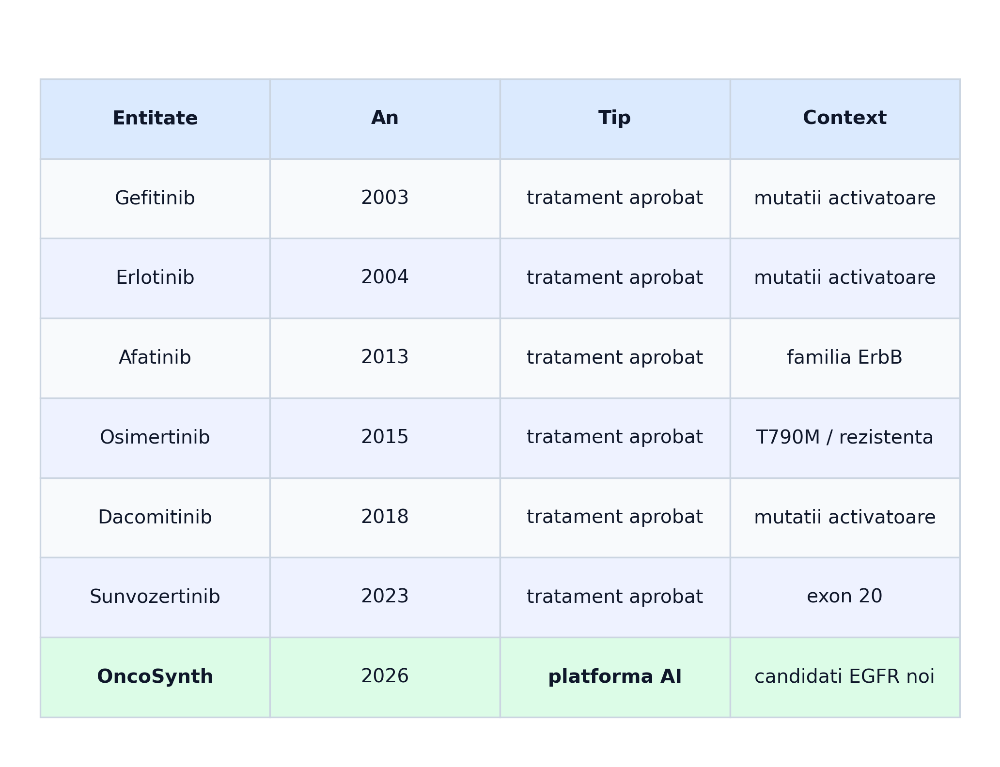 Entitate An Tip Context
Gefitinib 2003 tratament aprobat mutatii activatoare
Erlotinib 2004 tratament aprobat mutatii activatoare
Afatinib 2013 tratament aprobat familia ErbB
Osimertinib 2015 tratament aprobat T790M / rezistenta
Dacomitinib 2018 tratament aprobat mutatii activatoare
Sunvozertinib 2023 tratament aprobat exon 20
OncoSynth 2026 platforma AI candidati EGFR noi